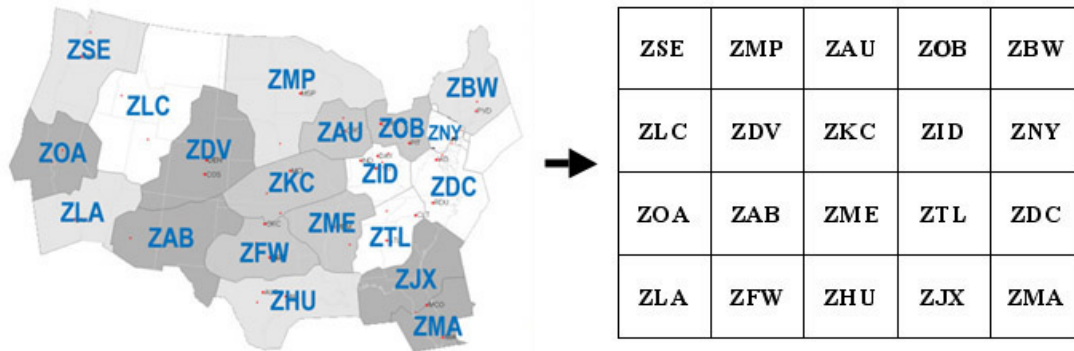 ZSE
ZMP
ZBW
ZLC
ZAU
ZOB
ZNY
ZOA
ZDV
ZKC
ZID
ZDC
ZLA
ZAB
ZME
ZFW
ZTL
ZHU
ZJX
ZMA
ZSE ZMP ZAU ZOB ZBW
ZLC ZDV ZKC ZID ZNY
ZOA ZAB ZME ZTL ZDC
ZLA ZFW ZHU ZJX ZMA